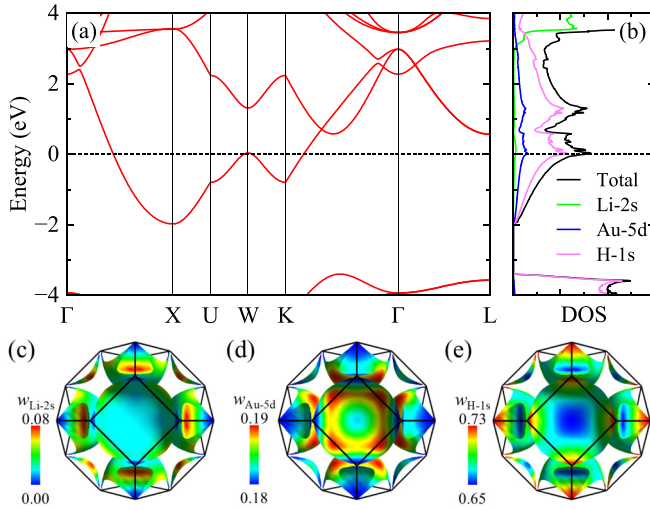 (a)
(b)
Energy (eV)
4
2
0
−2
−4
Γ X U W K Γ L
Total
Li-2s
Au-5d
H-1s
DOS
(c)
(d)
(e)
wLi-2s
0.08
0.00
wAu-5d
0.19
0.18
wH-1s
0.73
0.65